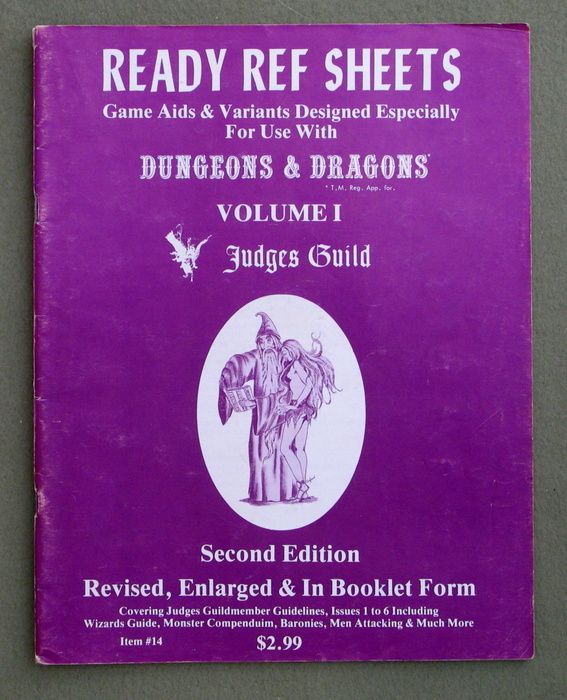 READY REF SHEETS
Game Aids & Variants Designed Especially
For Use With
DUNGEONS & DRAGONS*
* T.M. Reg. App. for.
VOLUME I
Judges Guild
Second Edition
Revised, Enlarged & In Booklet Form
Covering Judges Guildmember Guidelines, Issues 1 to 6 Including
Wizards Guide, Monster Compenduim, Baronies, Men Attacking & Much More
Item #14
$2.99